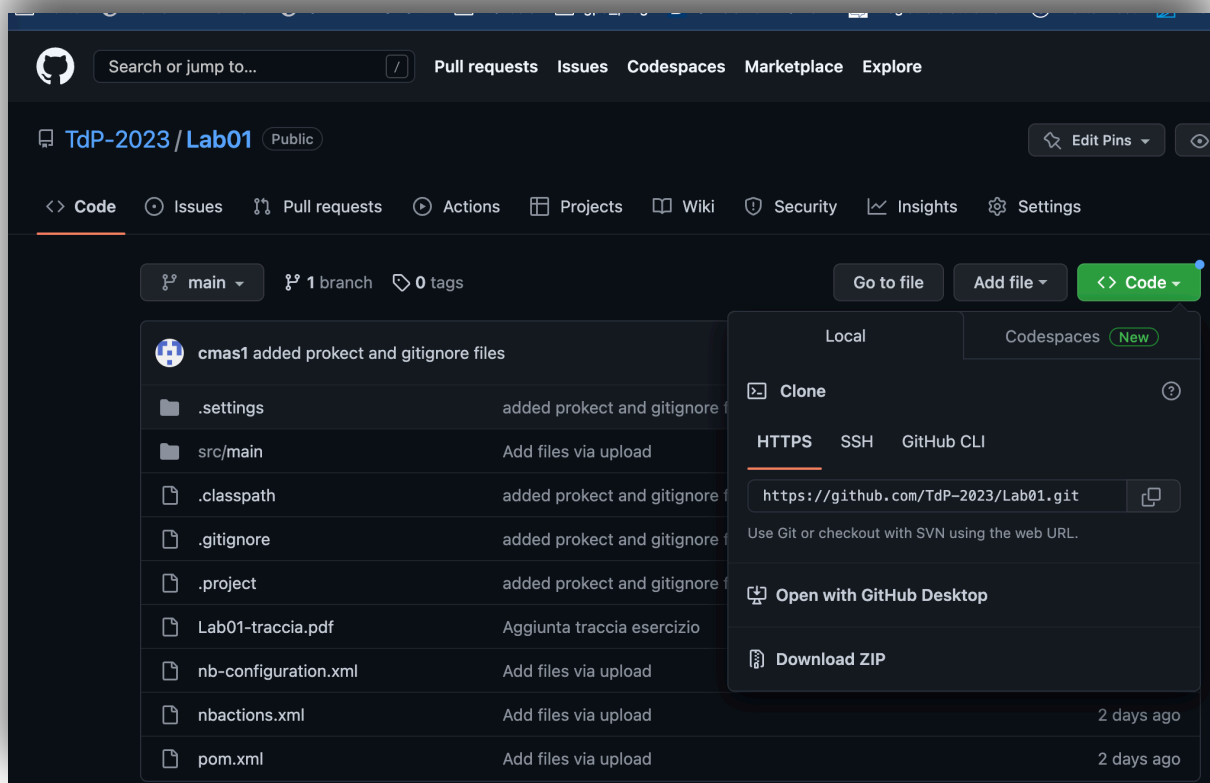 Search or jump to... / Pull requests Issues Codespaces Marketplace Explore
TdP-2023 / Lab01 Public Edit Pins
<> Code Issues Pull requests Actions Projects Wiki Security Insights Settings
main 1 branch 0 tags Go to file Add file <> Code
Local Codespaces New
cmas1 added prokect and gitignore files
Clone
.settings added prokect and gitignore f
HTTPS SSH GitHub CLI
src/main Add files via upload
.classpath added prokect and gitignore f
https://github.com/TdP-2023/Lab01.git
Use Git or checkout with SVN using the web URL.
.gitignore added prokect and gitignore f
.project added prokect and gitignore f
Open with GitHub Desktop
Lab01-traccia.pdf Aggiunta traccia esercizio
Download ZIP
nb-configuration.xml Add files via upload
nbactions.xml Add files via upload 2 days ago
pom.xml Add files via upload 2 days ago